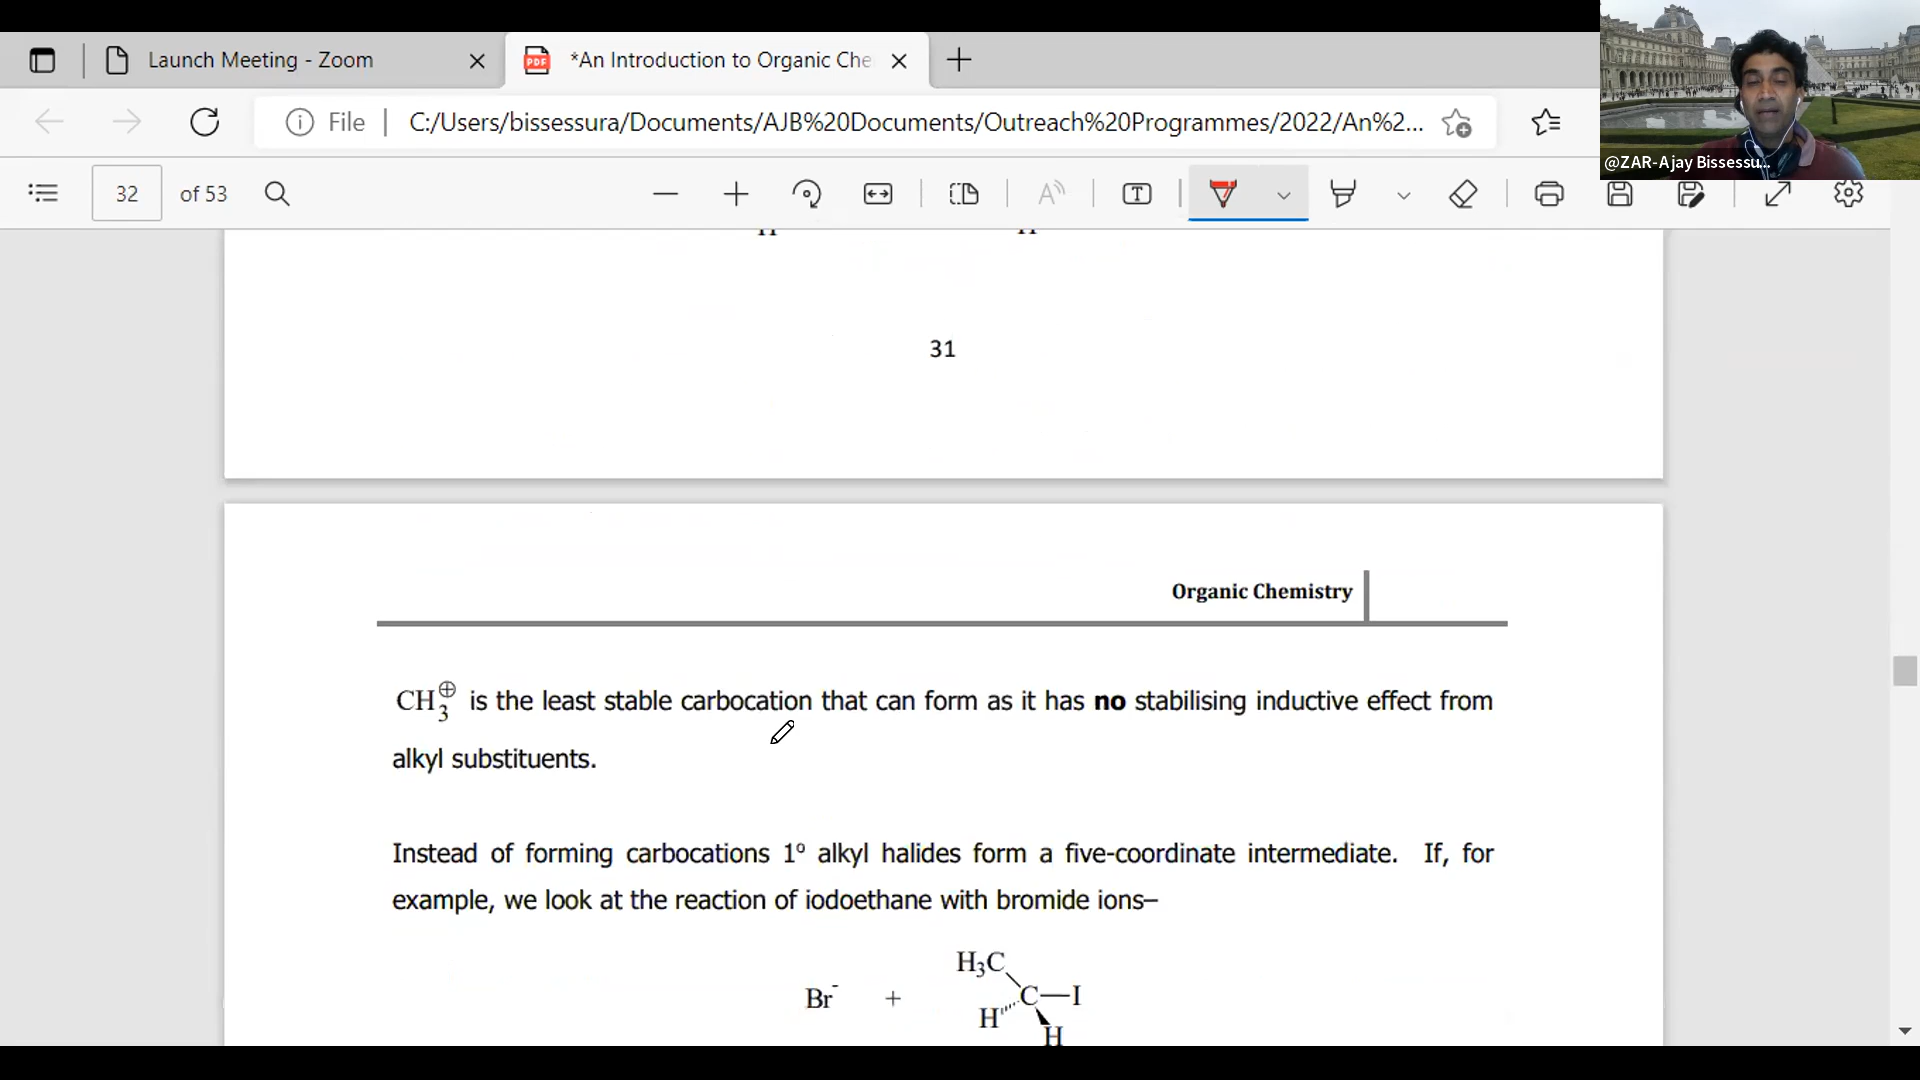 Launch Meeting - Zoom
*An Introduction to Organic Che
File
C:/Users/bissessura/Documents/AJB%20Documents/Outreach%20Programmes/2022/An%2...
@ZAR-Ajay Bissessu...
32 of 53
31
Organic Chemistry
CH3⊕ is the least stable carbocation that can form as it has no stabilising inductive effect from
alkyl substituents.
Instead of forming carbocations 1º alkyl halides form a five-coordinate intermediate. If, for
example, we look at the reaction of iodoethane with bromide ions–
H3C
Br- + C—I
H
H